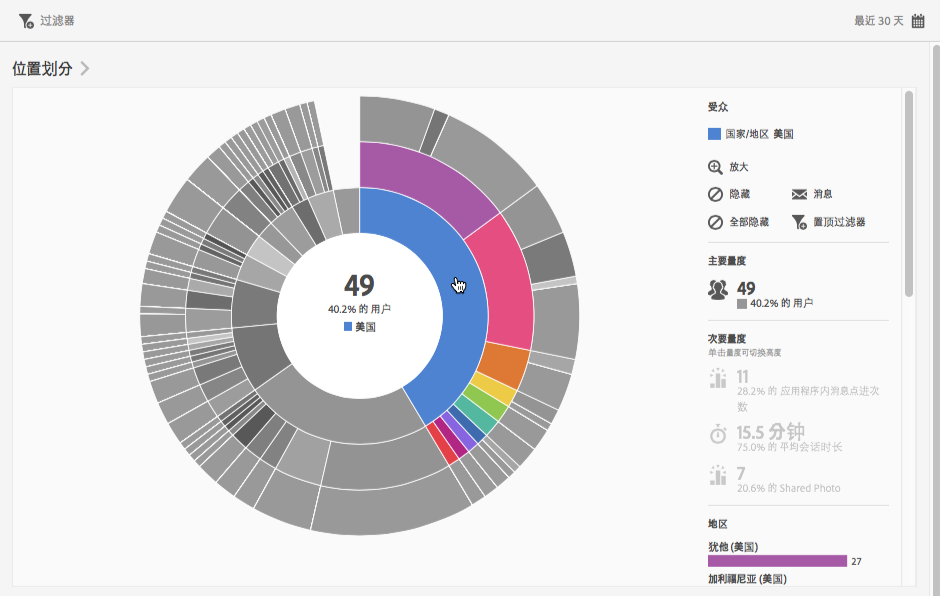 过滤器
最近 30 天
位置划分
49
40.2% 的 用户
美国
受众
国家/地区 美国
放大
隐藏
消息
全部隐藏
置顶过滤器
主要量度
49
40.2% 的 用户
次要量度
单击量度可切换高度
11
28.2% 的 应用程序内消息点进次
数
15.5 分钟
75.0% 的 平均会话时长
7
20.6% 的 Shared Photo
地区
犹他 (美国)
27
加利福尼亚 (美国)